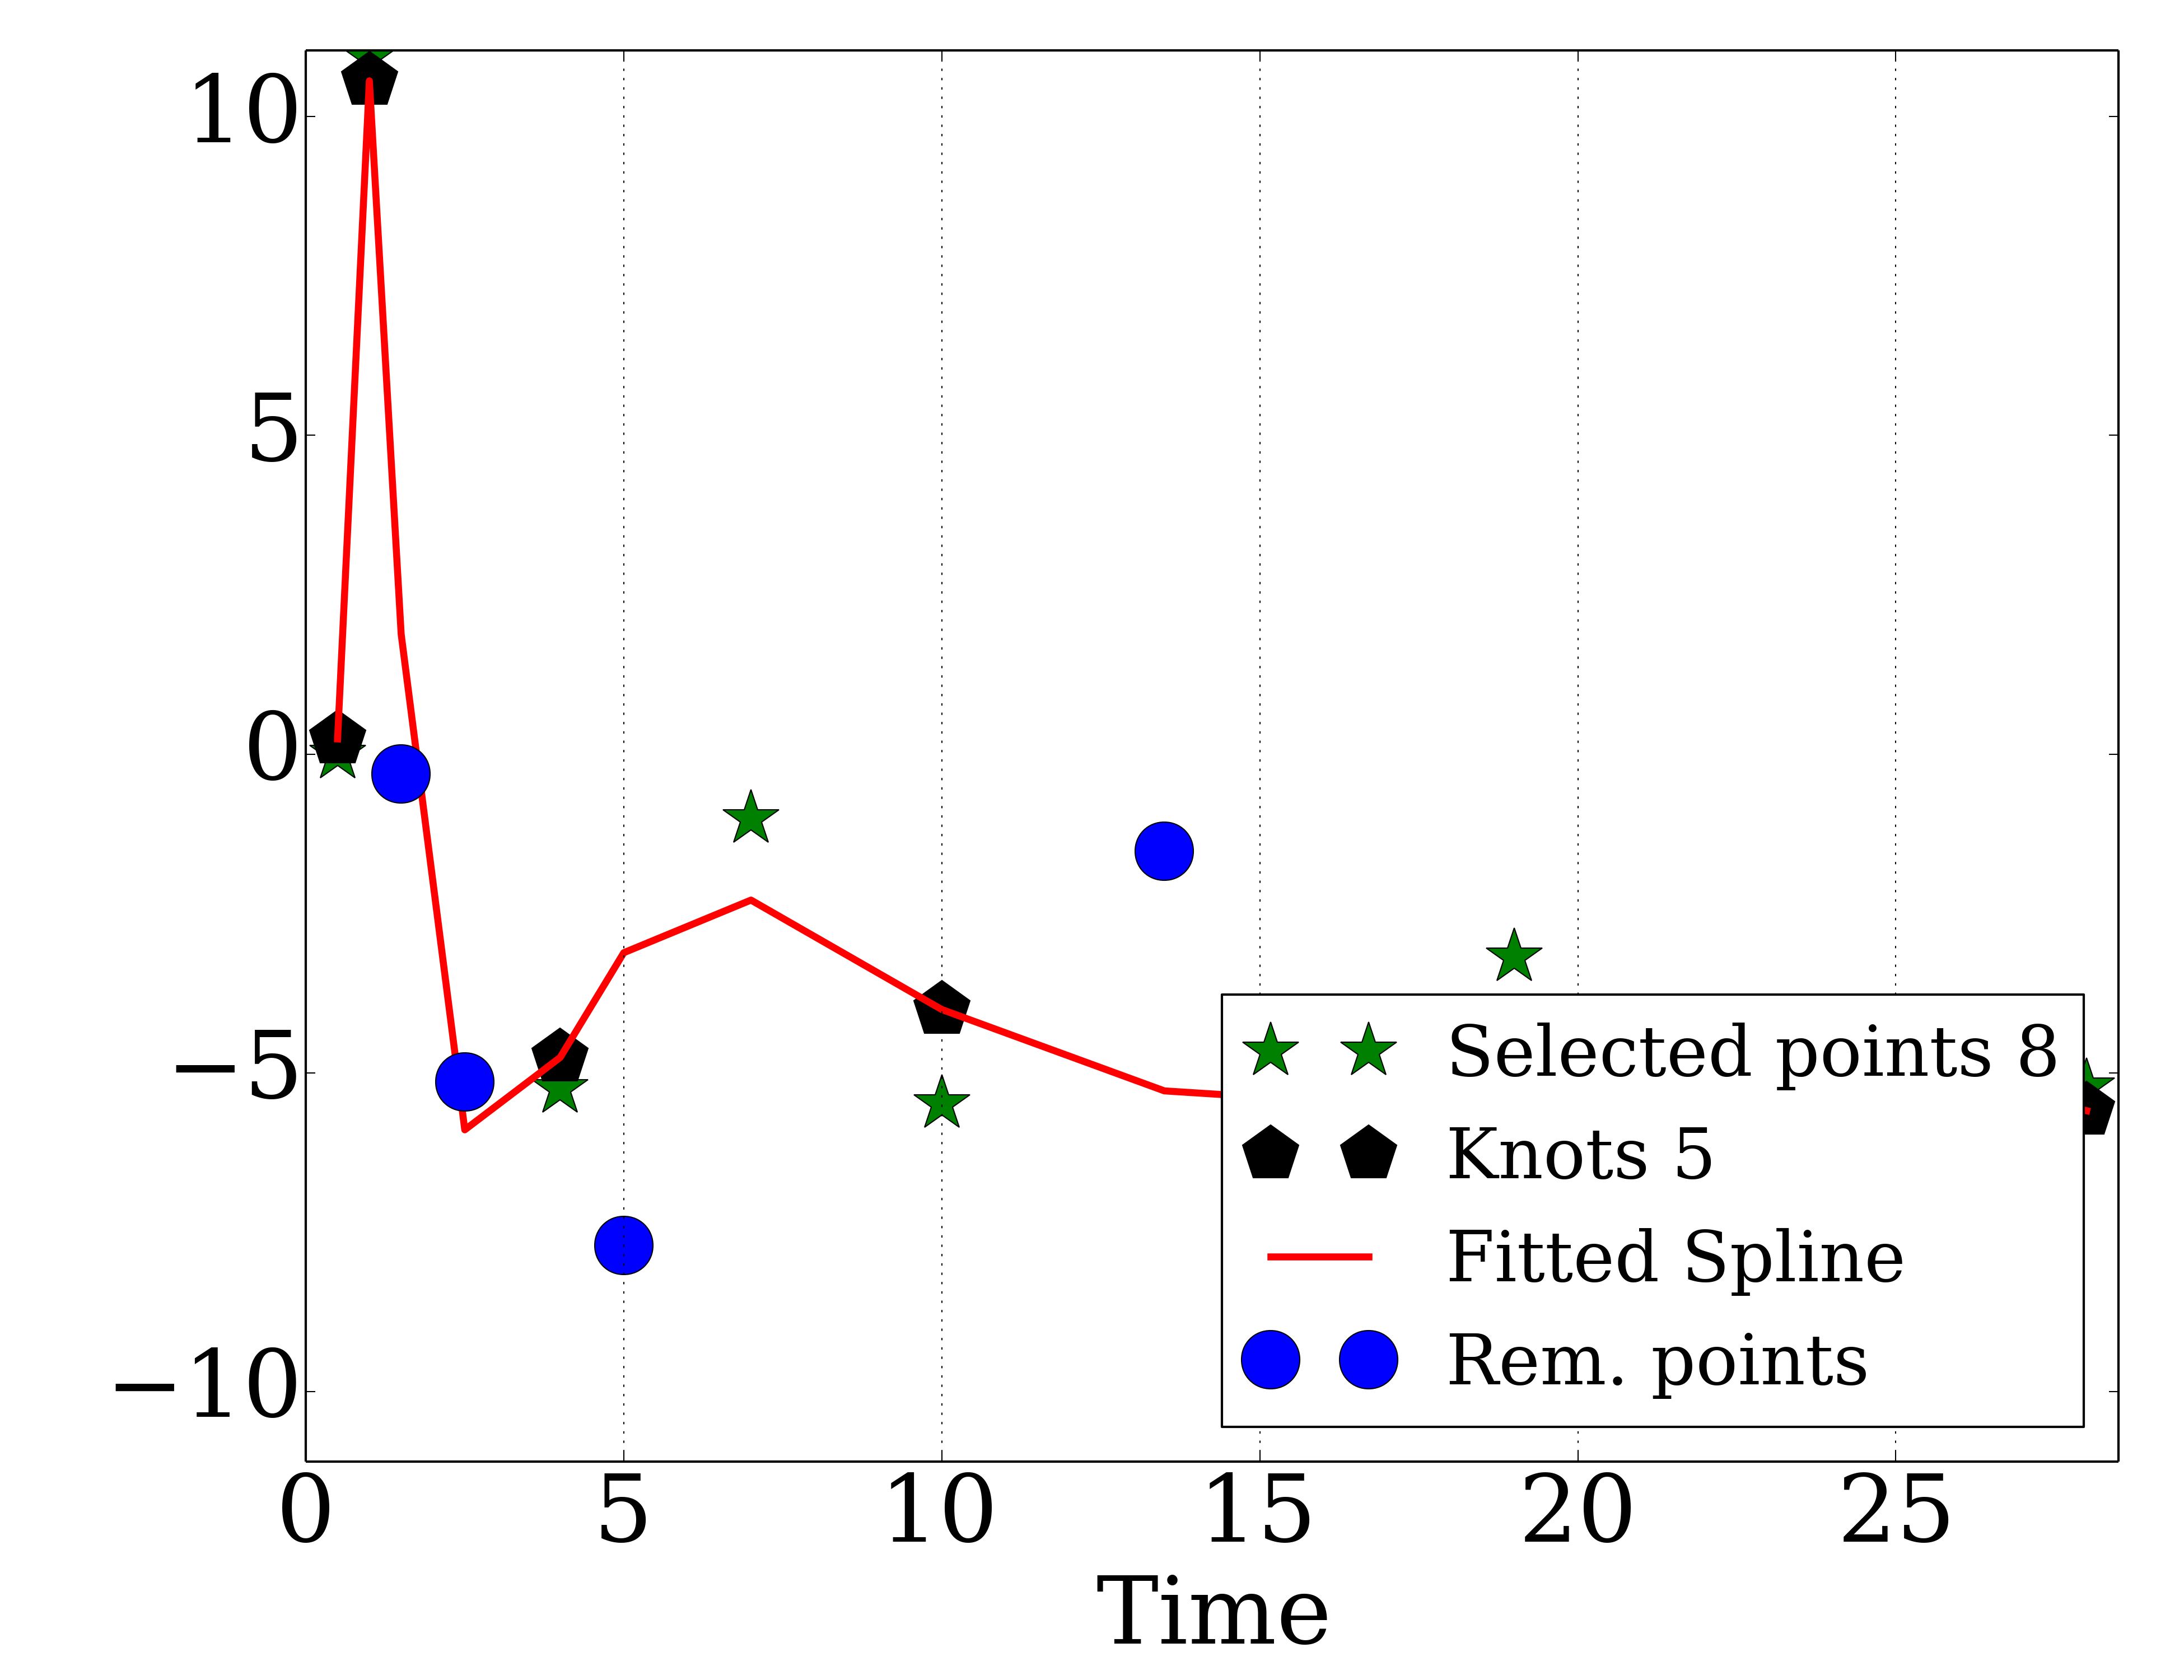 10
5
0
−5
−10
Selected points 8
Knots 5
Fitted Spline
Rem. points
0 5 10 15 20 25
Time